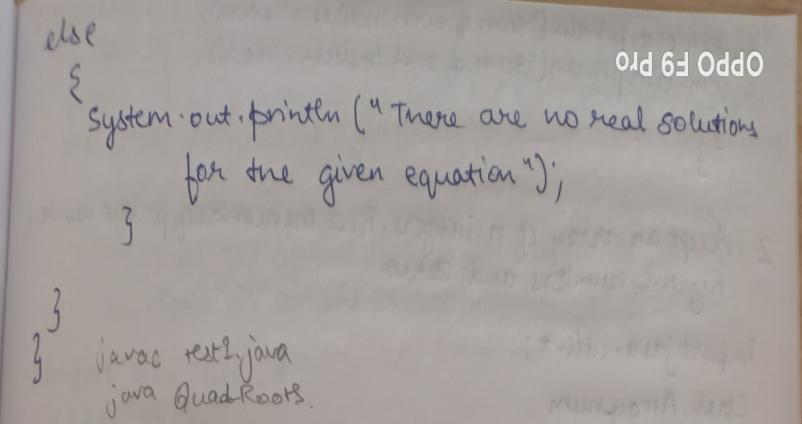 else
{
System.out.println ("There are no real solutions
for the given equation");
}
}
}
javac test2.java
java QuadRoots.
OPPO F9 Pro